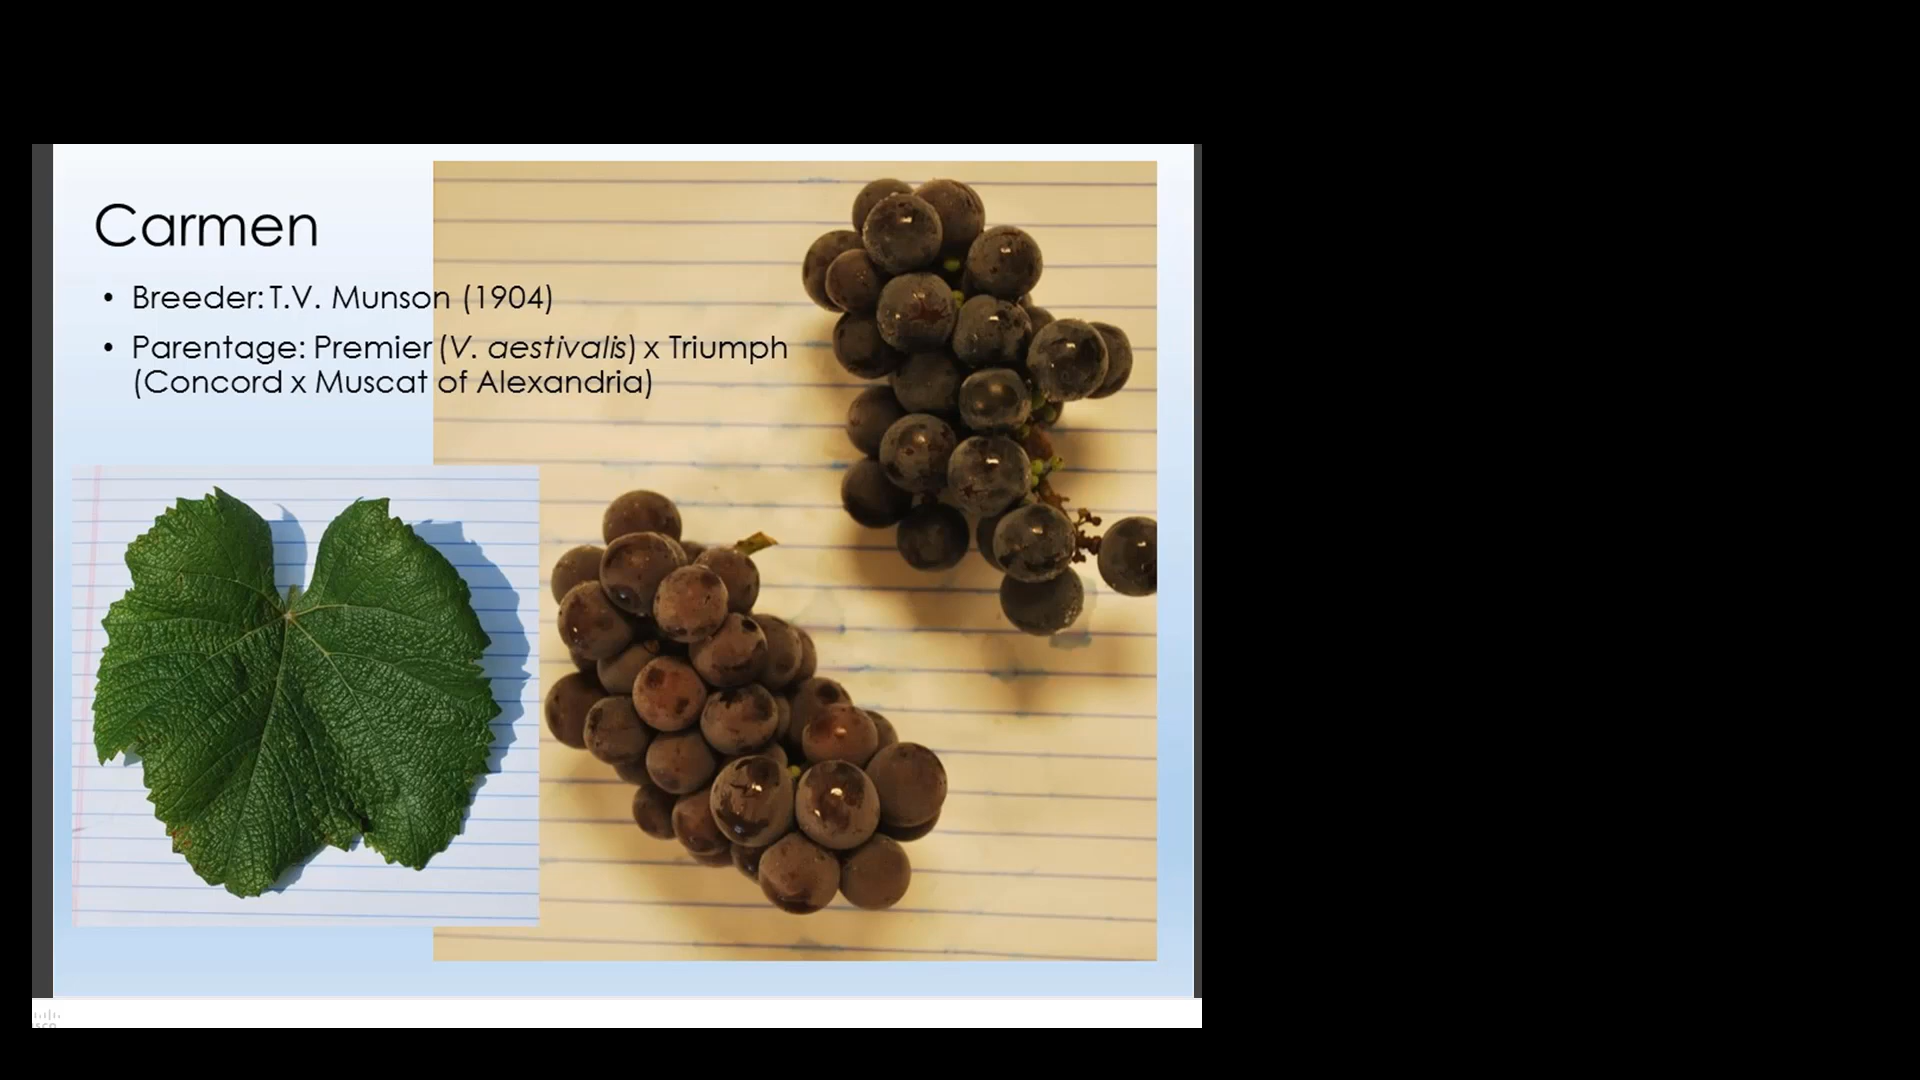 Carmen
• Breeder: T.V. Munson (1904)
• Parentage: Premier (V. aestivalis) x Triumph
(Concord x Muscat of Alexandria)